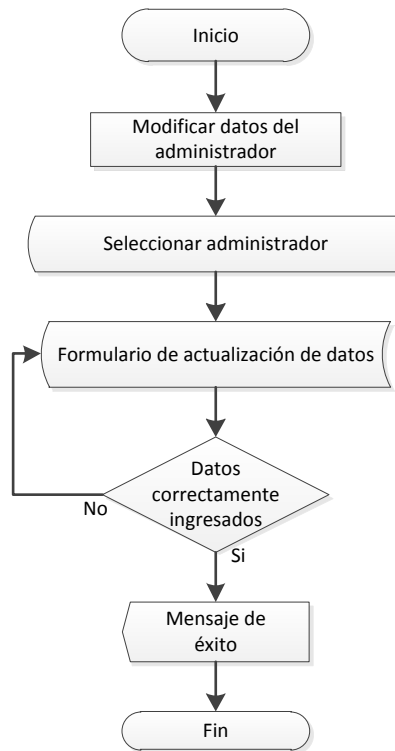 Inicio
Modificar datos del
administrador
Seleccionar administrador
Formulario de actualización de datos
Datos
correctamente
ingresados
No
Si
Mensaje de
éxito
Fin